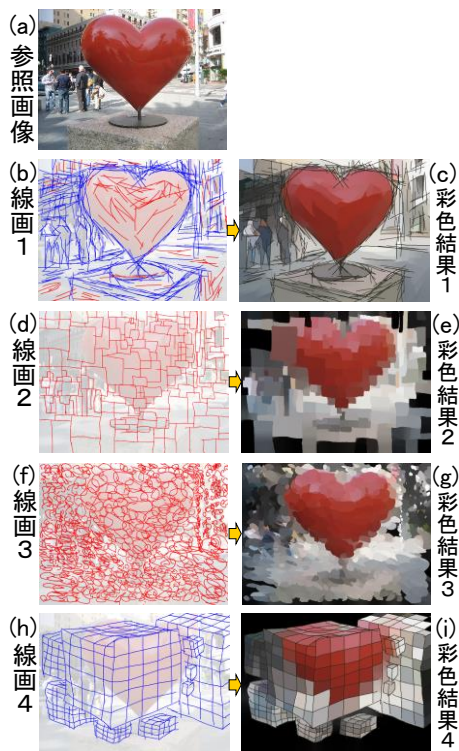 (a)
参照画像
(b)
線画1
(c)
彩色結果1
(d)
線画2
(e)
彩色結果2
(f)
線画3
(g)
彩色結果3
(h)
線画4
(i)
彩色結果4